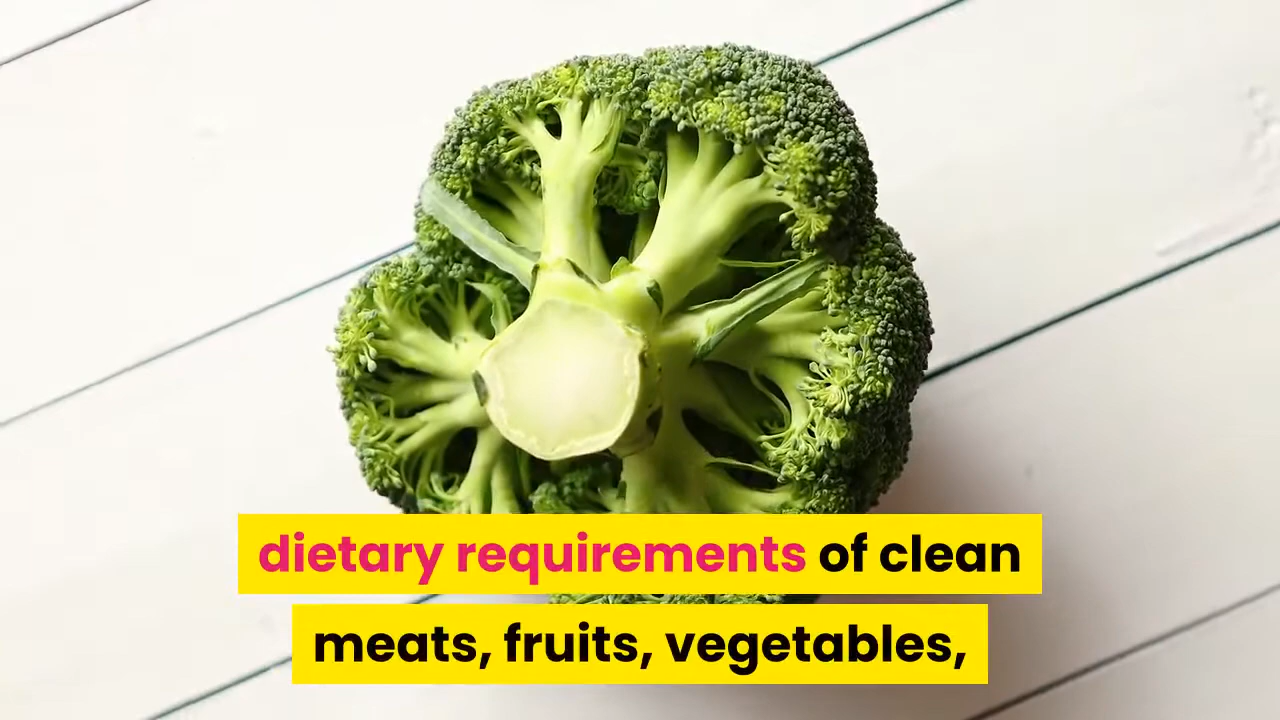 dietary requirements of clean
meats, fruits, vegetables,